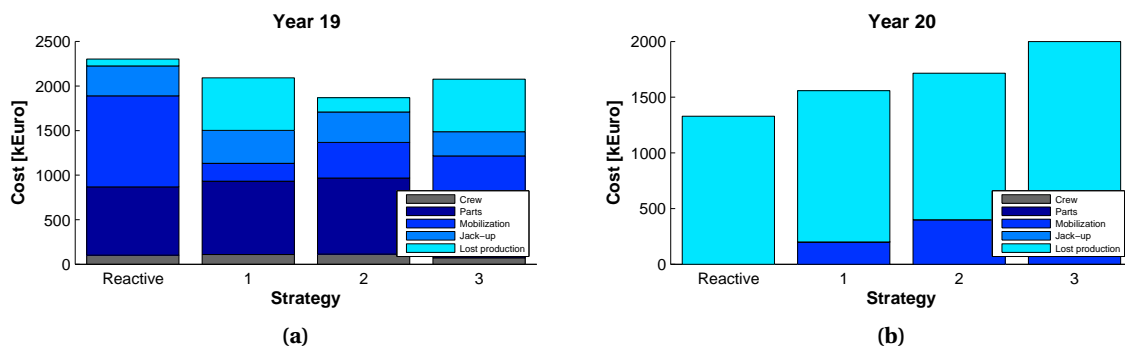 Year 19
2500
2000
1500
1000
500
0
Cost [kEuro]
Crew
Parts
Mobilization
Jack−up
Lost production
Reactive 1 2 3
Strategy
(a)
Year 20
2000
1500
1000
500
0
Cost [kEuro]
Crew
Parts
Mobilization
Jack−up
Lost production
Reactive 1 2 3
Strategy
(b)